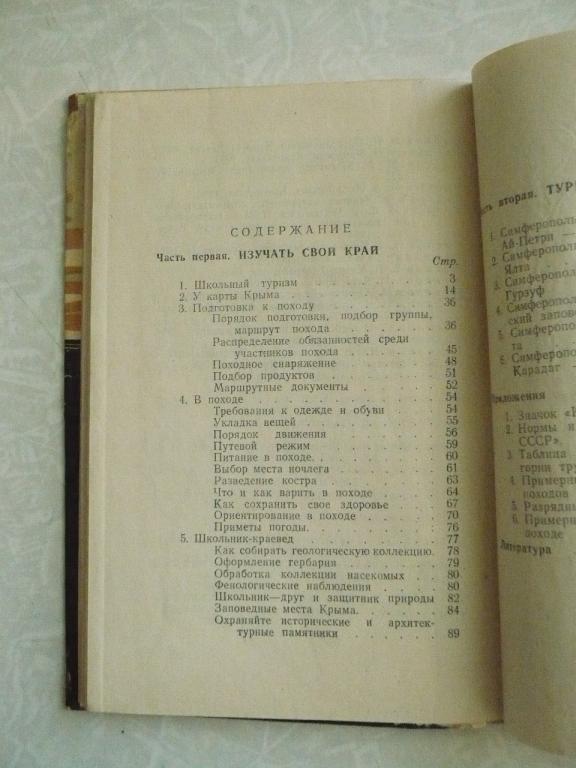 СОДЕРЖАНИЕ
Часть первая. ИЗУЧАТЬ СВОЙ КРАЙ
Стр.
1. Школьный туризм . . . . . . . 3
2. У карты Крыма . . . . . . . 14
3. Подготовка к походу . . . . . . . 36
Порядок подготовки, подбор группы,
маршрут похода . . . . . . 36
Распределение обязанностей среди
участников похода . . . . . 45
Походное снаряжение . . . . . 48
Подбор продуктов . . . . . . 51
Маршрутные документы . . . . 52
4. В походе . . . . . . . . . 54
Требования к одежде и обуви . . . 54
Укладка вещей . . . . . . . 55
Порядок движения . . . . . . 56
Путевой режим . . . . . . . 59
Питание в походе. . . . . . . 60
Выбор места ночлега . . . . . 61
Разведение костра . . . . . . 63
Что и как варить в походе . . . . 64
Как сохранить свое здоровье . . . 67
Ориентирование в походе . . . . 70
Приметы погоды. . . . . . . 76
5. Школьник-краевед . . . . . . . 77
Как собирать геологическую коллекцию. 78
Оформление гербария . . . . . 79
Обработка коллекции насекомых . . 80
Фенологические наблюдения . . . . 80
Школьник—друг и защитник природы 82
Заповедные места Крыма. . . . . 84
Охраняйте исторические и архитек-
турные памятники . . . . . . 89
вторая. ТУР
1. Симферополь
Ай-Петри —
2. Симферополь
Ялта
3. Симферополь
Гурзуф
4. Симферополь
ский запове
5. Симферополь
та
6. Симферополь
Карадаг —
Приложения
1. Значок «
2. Нормы и
СССР».
3. Таблица
гории тру
4. Примерны
походов
5. Разрядны
6. Примерн
походе
Литература